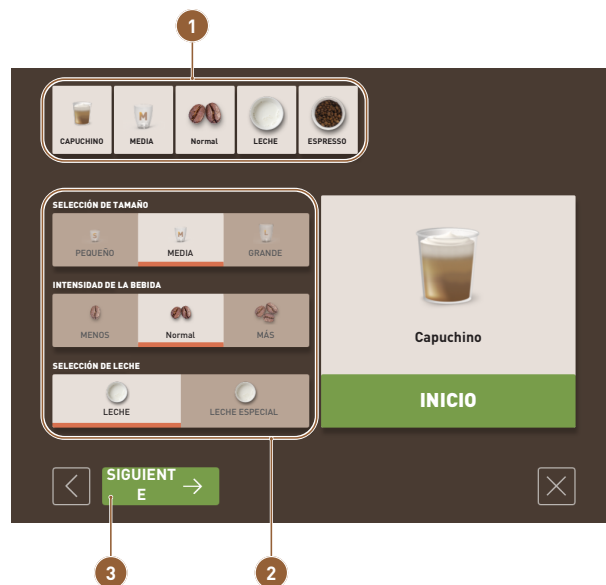 1
CAPUCHINO
M
MEDIA
Normal
LECHE
ESPRESSO
SELECCIÓN DE TAMAÑO
PEQUEÑO
M
MEDIA
GRANDE
INTENSIDAD DE LA BEBIDA
MENOS
Normal
MÁS
SELECCIÓN DE LECHE
LECHE
LECHE ESPECIAL
Capuchino
INICIO
SIGUIENT
E
3
2